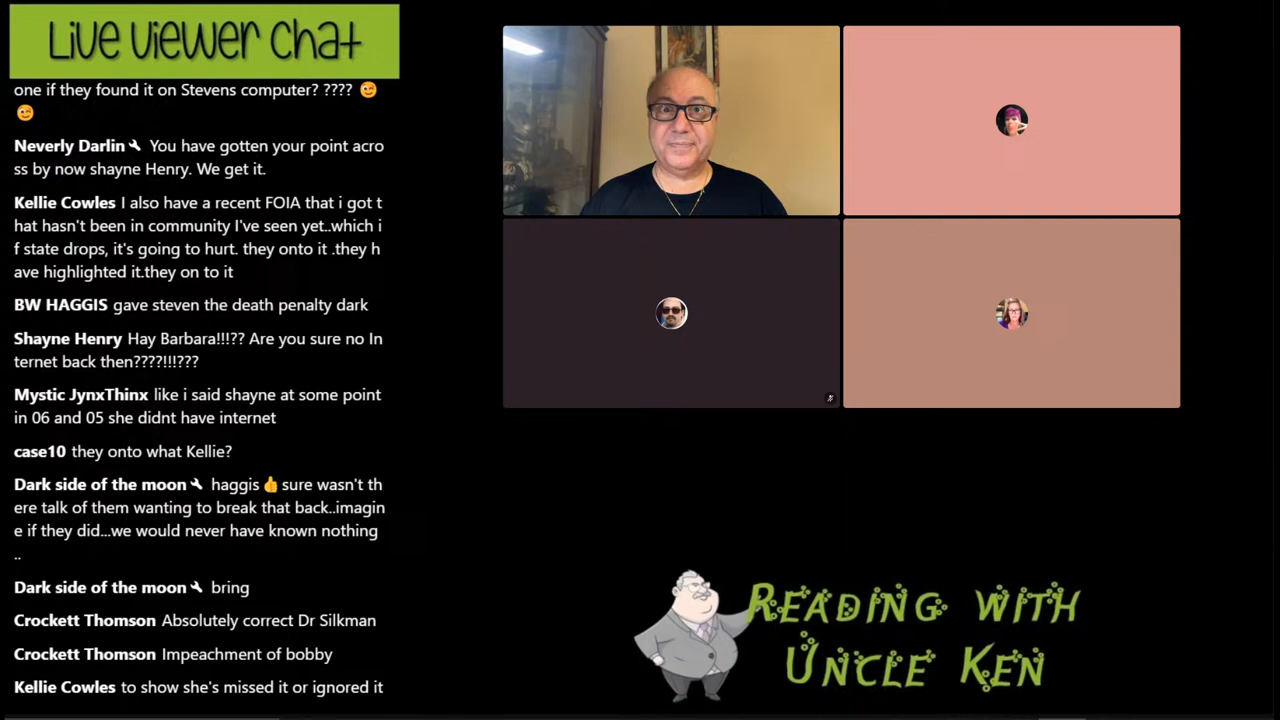 Live viewer chat
one if they found it on Stevens computer? ???? 😊
😊
Neverly Darlin You have gotten your point acro
ss by now shayne Henry. We get it.
Kellie Cowles I also have a recent FOIA that i got t
hat hasn't been in community I've seen yet..which i
f state drops, it's going to hurt. they onto it .they h
ave highlighted it.they on to it
BW HAGGIS gave steven the death penalty dark
Shayne Henry Hay Barbara!!!?? Are you sure no In
ternet back then????!!!???
Mystic JynxThinx like i said shayne at some point
in 06 and 05 she didnt have internet
case10 they onto what Kellie?
Dark side of the moon haggis👍sure wasn't th
ere talk of them wanting to break that back..imagin
e if they did...we would never have known nothing
..
Dark side of the moon bring
Crockett Thomson Absolutely correct Dr Silkman
Crockett Thomson Impeachment of bobby
Kellie Cowles to show she's missed it or ignored it
Reading with
Uncle Ken